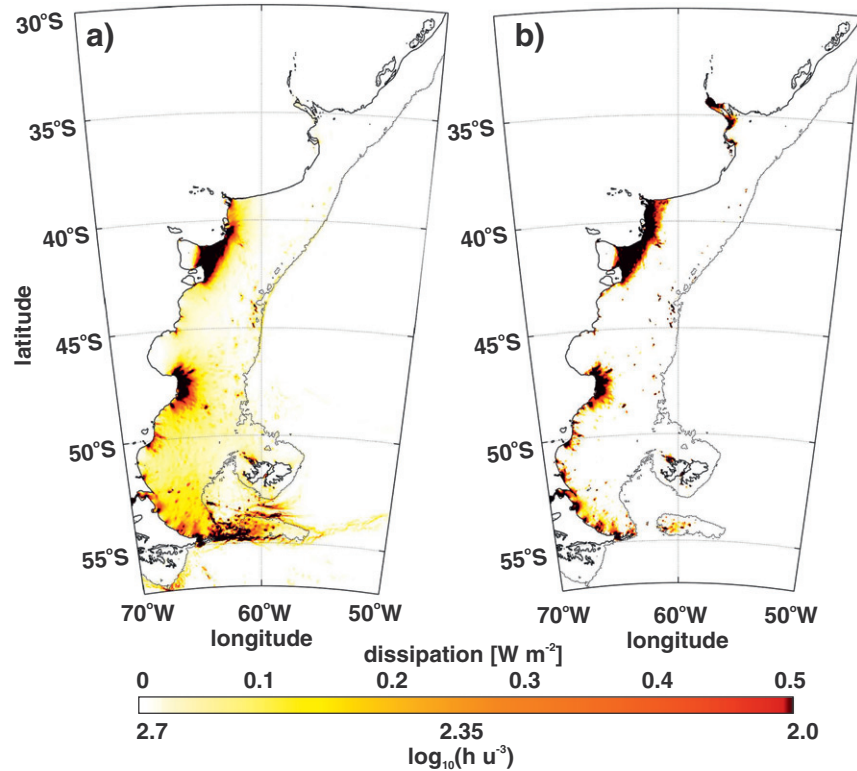 a)
b)
30°S
35°S
40°S
45°S
50°S
55°S
latitude
35°S
40°S
45°S
50°S
55°S
70°W 60°W 50°W
70°W 60°W 50°W
longitude
longitude
dissipation [W m⁻²]
0 0.1 0.2 0.3 0.4 0.5
2.7 2.35 2.0
log₁₀(h u⁻³)